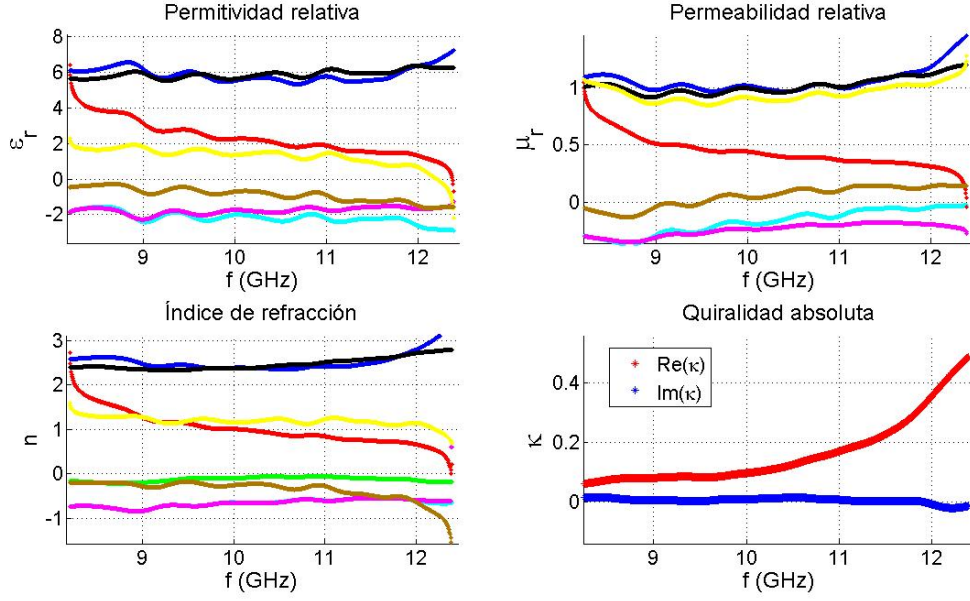 Permitividad relativa
8
6
4
2
0
-2
ε_r
9 10 11 12
f (GHz)
Permeabilidad relativa
1
0.5
0
μ_r
9 10 11 12
f (GHz)
Índice de refracción
3
2
1
0
-1
n
9 10 11 12
f (GHz)
Quiralidad absoluta
0.4
0.2
0
κ
Re(κ)
Im(κ)
9 10 11 12
f (GHz)